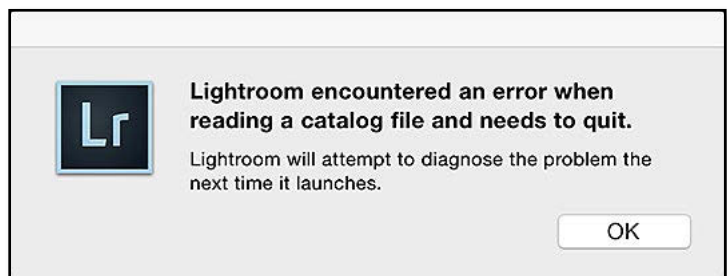 Lr
Lightroom encountered an error when
reading a catalog file and needs to quit.
Lightroom will attempt to diagnose the problem the
next time it launches.
OK